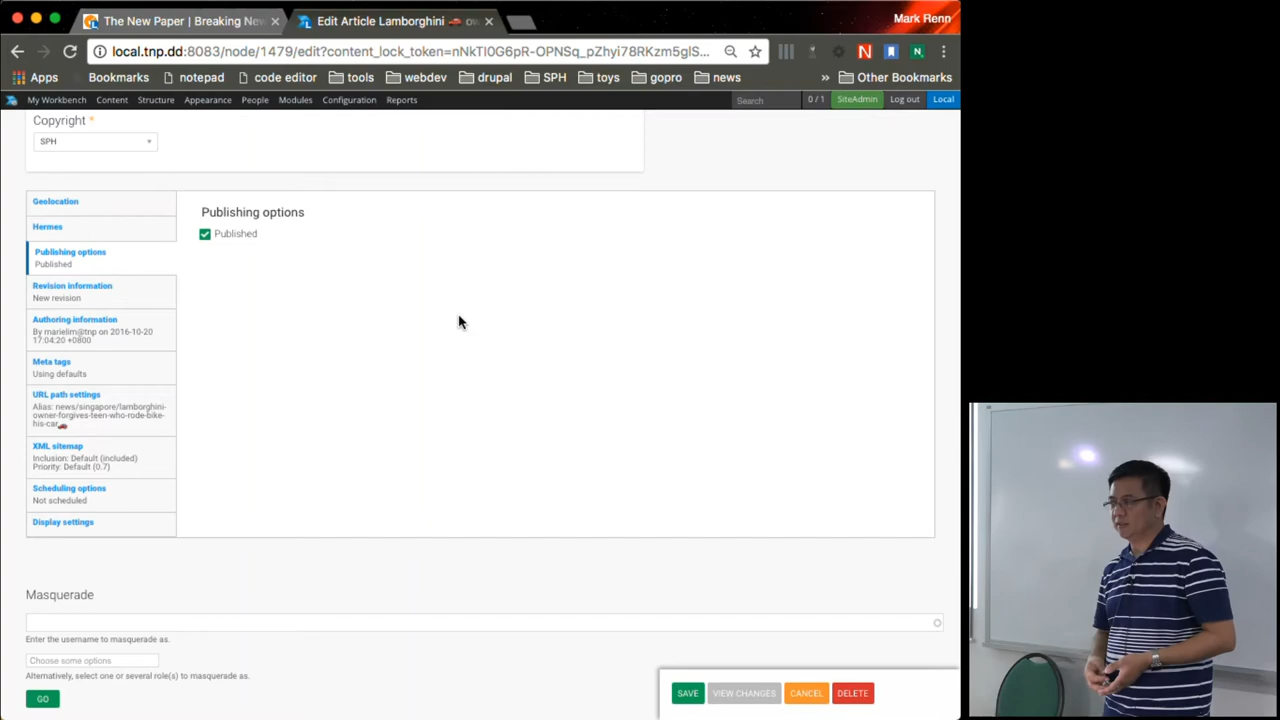 The New Paper | Breaking New
Edit Article Lamborghini 🚗 ow
Mark Renn
local.tnp.dd:8083/node/1479/edit?content_lock_token=nNkTl0G6pR-OPNSq_pZhyi78RKzm5glS...
Apps Bookmarks notepad code editor tools webdev drupal SPH toys gopro news » Other Bookmarks
My Workbench Content Structure Appearance People Modules Configuration Reports Search 0 / 1 SiteAdmin Log out Local
Copyright *
SPH
Geolocation
Hermes
Publishing options
Published
Revision information
New revision
Authoring information
By marielim@tnp on 2016-10-20
17:04:20 +0800
Meta tags
Using defaults
URL path settings
Alias: news/singapore/lamborghini-
owner-forgives-teen-who-rode-bike-
his-car🚗
XML sitemap
Inclusion: Default (included)
Priority: Default (0.7)
Scheduling options
Not scheduled
Display settings
Publishing options
Published
Masquerade
Enter the username to masquerade as.
Choose some options
Alternatively, select one or several role(s) to masquerade as.
GO
SAVE VIEW CHANGES CANCEL DELETE